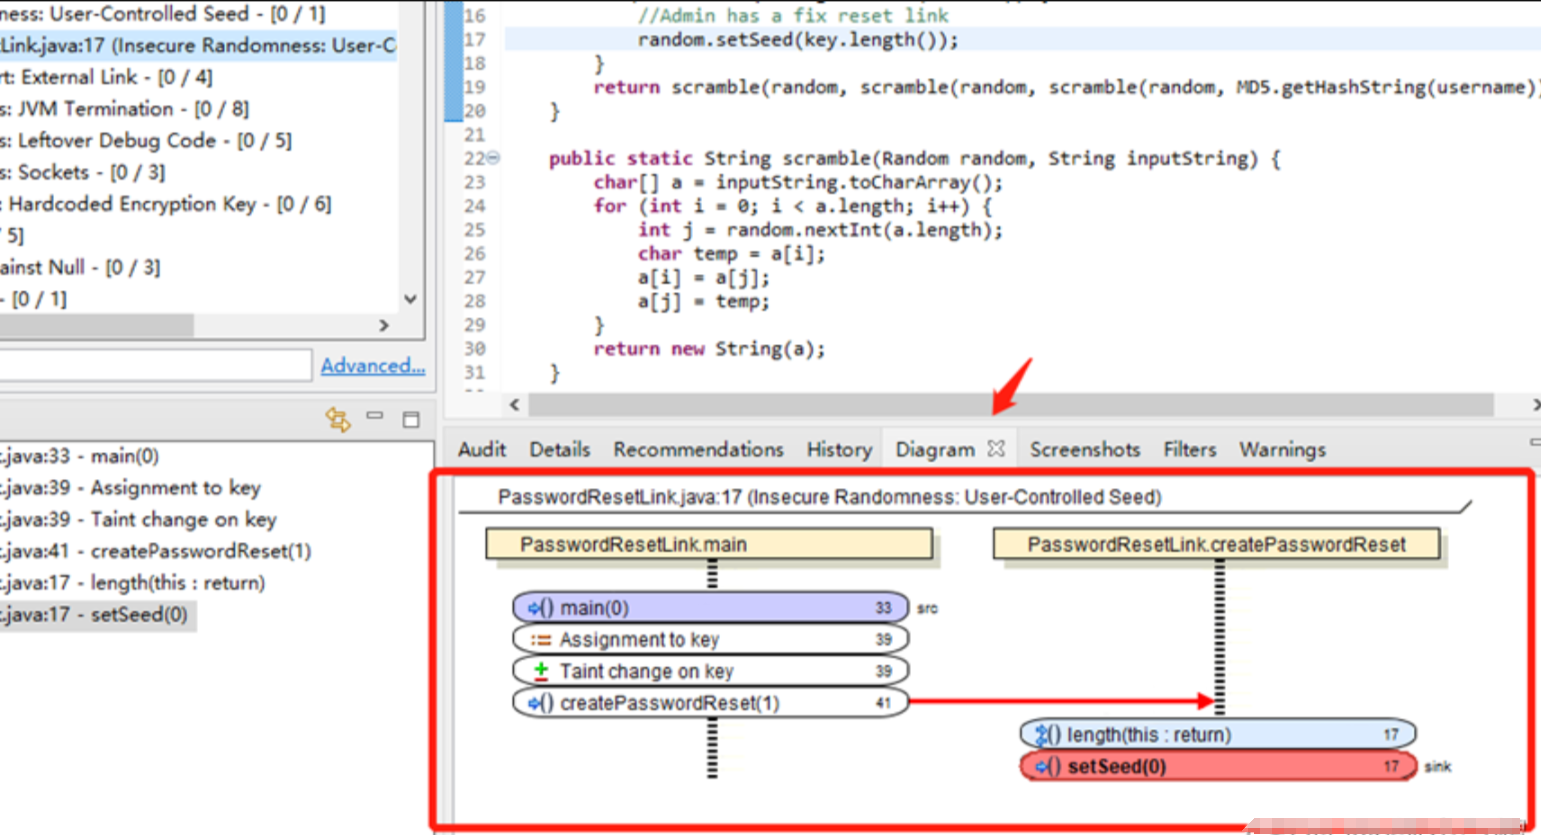 ness: User-Controlled Seed - [0 / 1]
Link.java:17 (Insecure Randomness: User-C
rt: External Link - [0 / 4]
s: JVM Termination - [0 / 8]
s: Leftover Debug Code - [0 / 5]
s: Sockets - [0 / 3]
: Hardcoded Encryption Key - [0 / 6]
/ 5]
ainst Null - [0 / 3]
- [0 / 1]
Advanced...
.java:33 - main(0)
.java:39 - Assignment to key
.java:39 - Taint change on key
.java:41 - createPasswordReset(1)
.java:17 - length(this : return)
.java:17 - setSeed(0)
16 //Admin has a fix reset link
17 random.setSeed(key.length());
18 }
19 return scramble(random, scramble(random, scramble(random, MD5.getHashString(username))
20 }
21
22 public static String scramble(Random random, String inputString) {
23 char[] a = inputString.toCharArray();
24 for (int i = 0; i < a.length; i++) {
25 int j = random.nextInt(a.length);
26 char temp = a[i];
27 a[i] = a[j];
28 a[j] = temp;
29 }
30 return new String(a);
31 }
Audit Details Recommendations History Diagram Screenshots Filters Warnings
PasswordResetLink.java:17 (Insecure Randomness: User-Controlled Seed)
PasswordResetLink.main PasswordResetLink.createPasswordReset
main(0) 33 src
:= Assignment to key 39
Taint change on key 39
createPasswordReset(1) 41
length(this : return) 17
setSeed(0) 17 sink